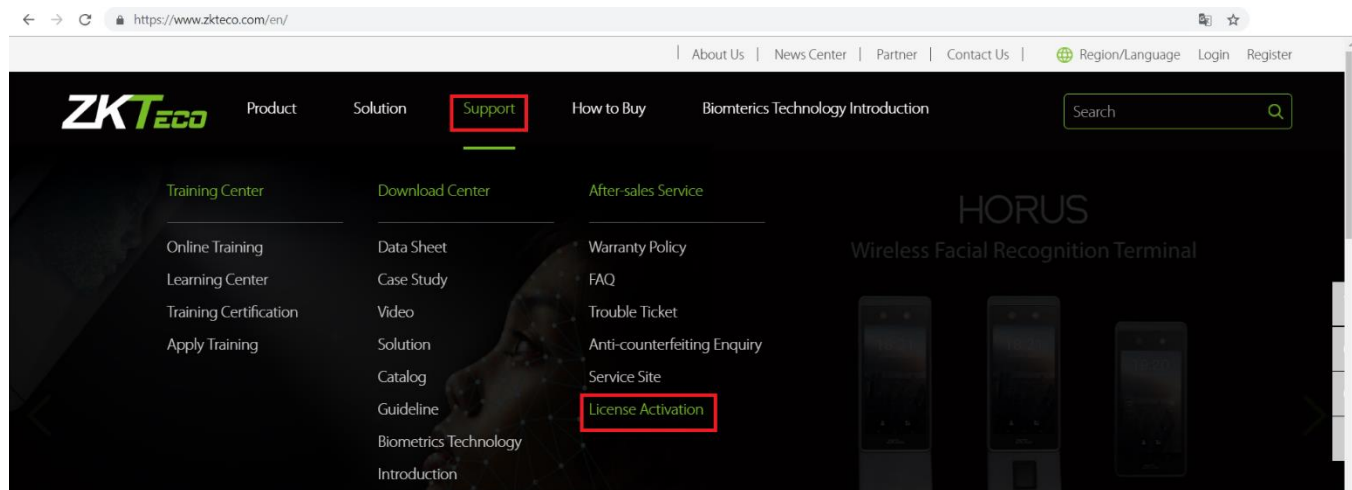 https://www.zkteco.com/en/
About Us | News Center | Partner | Contact Us | Region/Language Login Register
ZKTeco Product Solution Support How to Buy Biomterics Technology Introduction Search
Training Center
Online Training
Learning Center
Training Certification
Apply Training
Download Center
Data Sheet
Case Study
Video
Solution
Catalog
Guideline
Biometrics Technology
Introduction
After-sales Service
Warranty Policy
FAQ
Trouble Ticket
Anti-counterfeiting Enquiry
Service Site
License Activation
HORUS
Wireless Facial Recognition Terminal